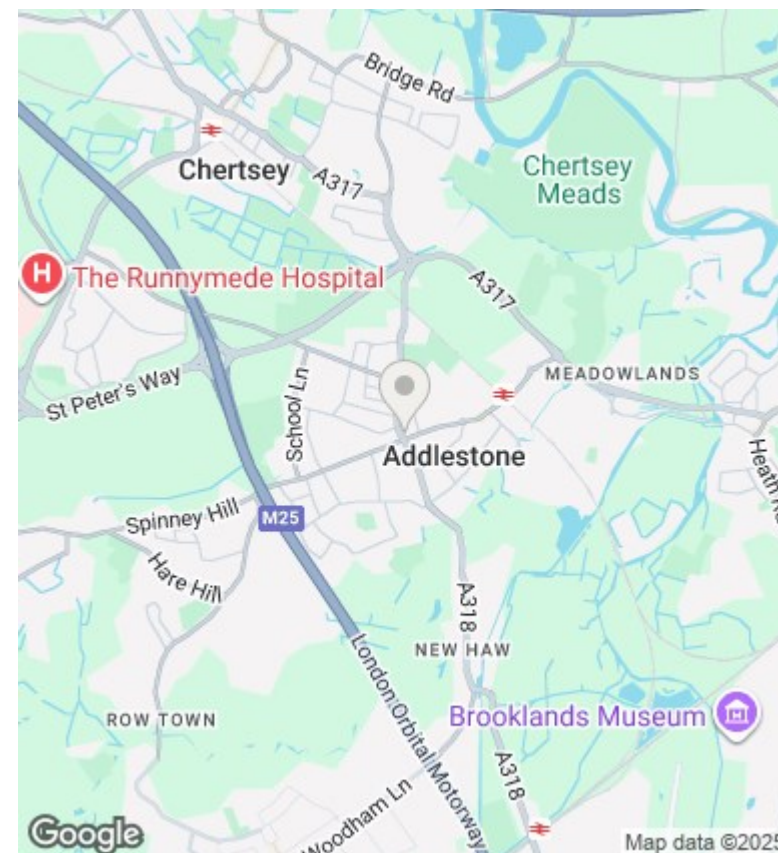 Bridge Rd
Chertsey
A317
Chertsey
Meads
H
The Runnymede Hospital
A317
MEADOWLANDS
St Peter's Way
School Ln
Addlestone
Spinney Hill
M25
Hare Hill
A318
NEW HAW
London Orbital Motorway
ROW TOWN
Brooklands Museum
A318
Woodham Ln
Google
Map data ©2025